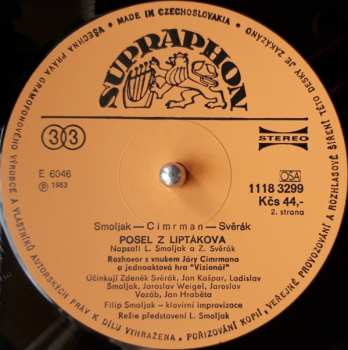 VŠECHNA PRÁVA GRAMOFONOVÉHO VÝROBCE A VLASTNÍKŮ AUTORSKÝCH PRÁV K DÍLU VYHRAŽENA. POŘIZOVÁNÍ KOPIÍ, VEŘEJNÉ PROVOZOVÁNÍ A ROZHLASOVÉ ŠÍŘENÍ TÉTO DESKY JE ZAKÁZÁNO
• MADE IN CZECHOSLOVAKIA •
SUPRAPHON
33
STEREO
E 6046
OSA
℗ 1983
1118 3299
Kčs 44,-
2. strana
Smoljak — Cimrman — Svěrák
POSEL Z LIPTÁKOVA
Napsali L. Smoljak a Z. Svěrák
Rozhovor s vnukem Járy Cimrmana
a jednoaktová hra "Vizionář"
Účinkují Zdeněk Svěrák, Jan Kašpar, Ladislav
Smoljak, Jaroslav Weigel, Jaroslav
Vozáb, Jan Hraběta
Filip Smoljak — klavírní improvizace
Režie představení L. Smoljak